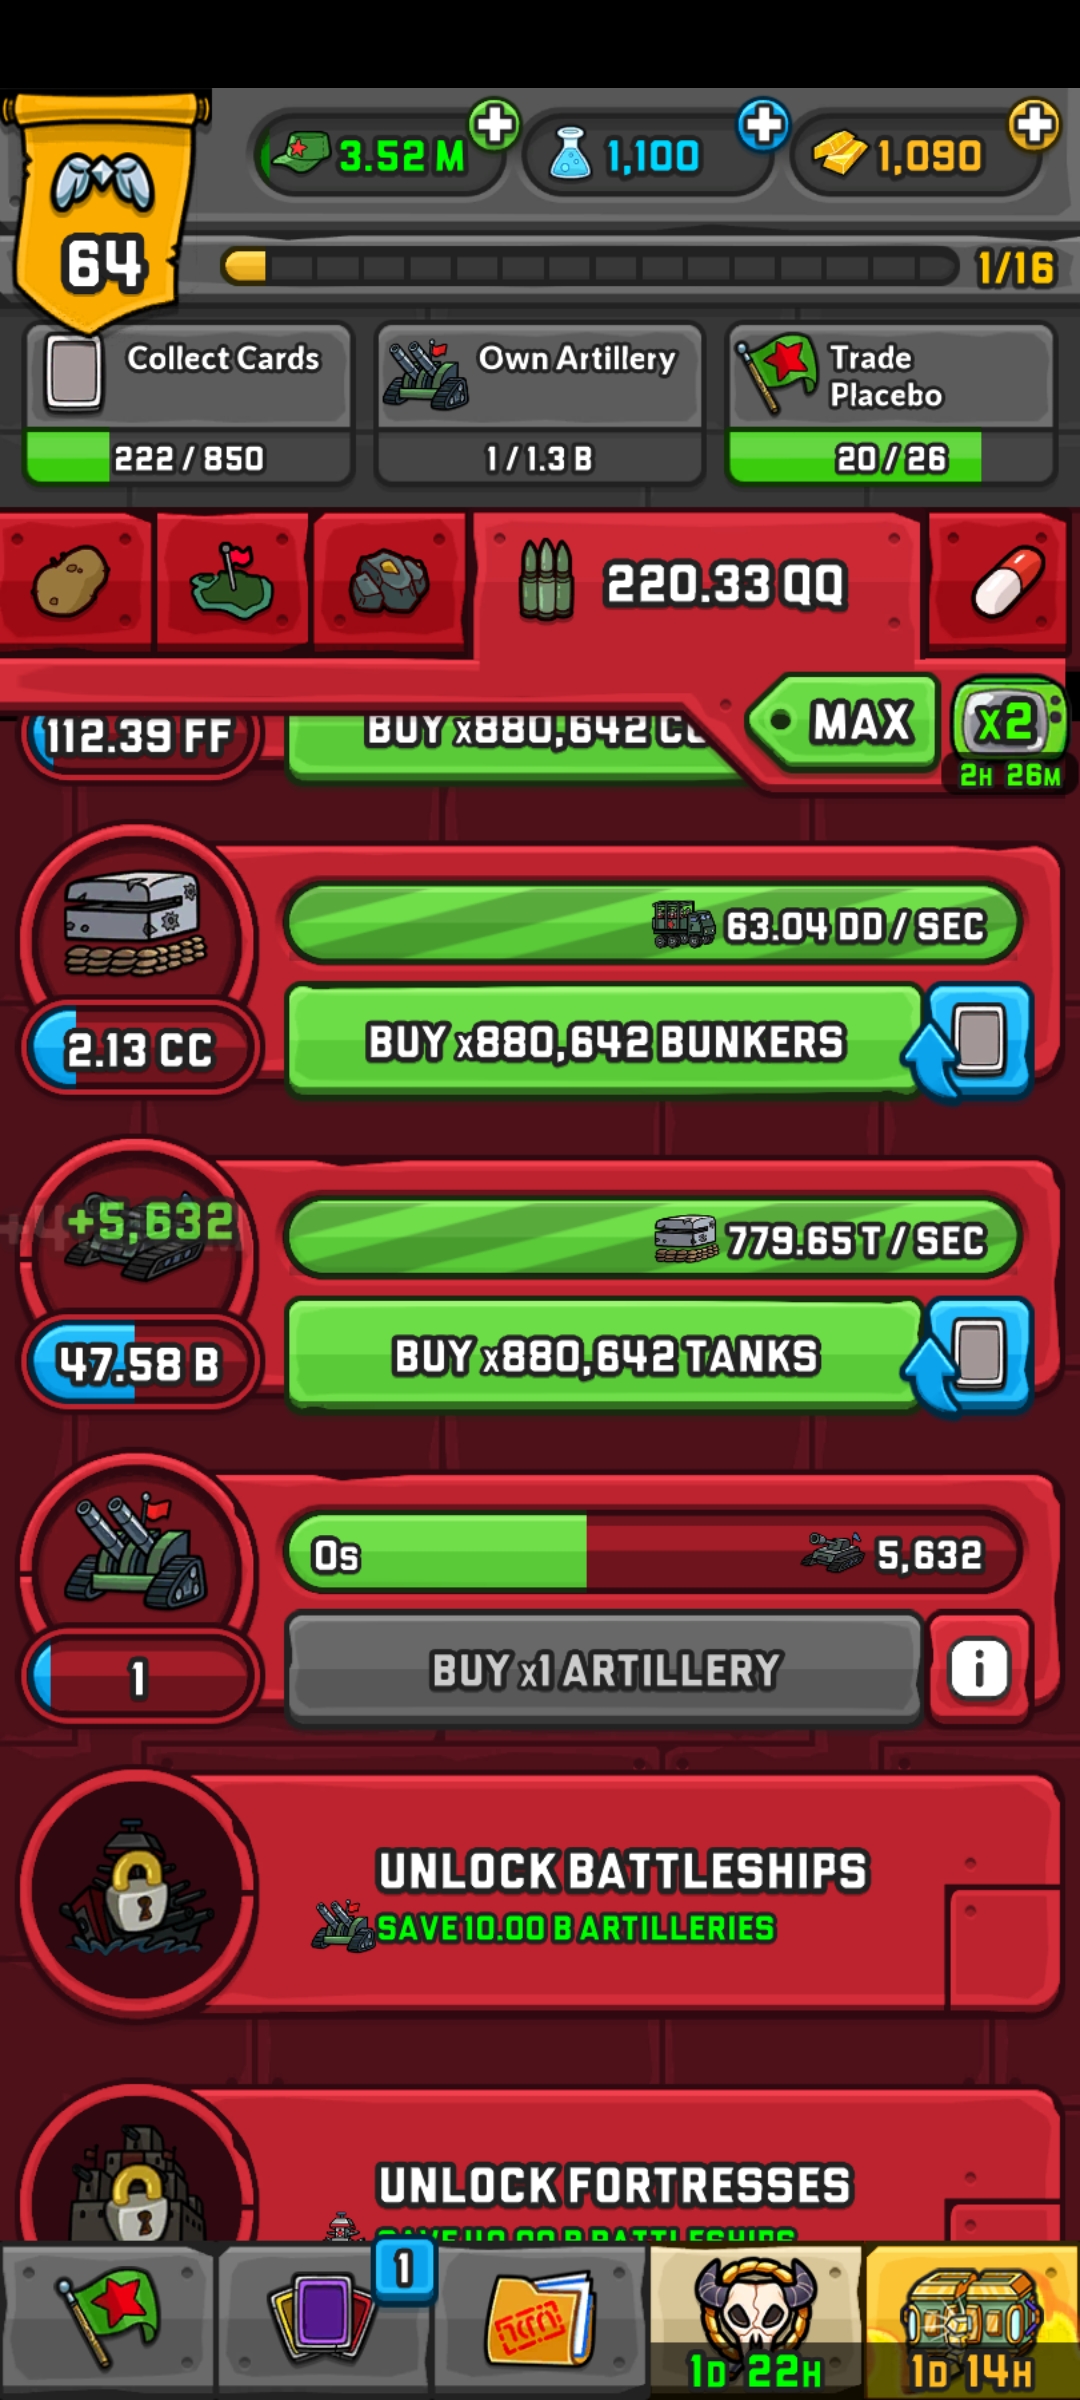 3.52 M
1,100
1,090
64
1/16
Collect Cards
222 / 850
Own Artillery
1 / 1.3 B
Trade
Placebo
20 / 26
220.33 QQ
MAX
x2
2H 26M
112.39 FF
BUY x880,642
63.04 DD / SEC
2.13 CC
BUY x880,642 BUNKERS
+5,632
779.65 T / SEC
47.58 B
BUY x880,642 TANKS
0s
5,632
1
BUY x1 ARTILLERY
i
UNLOCK BATTLESHIPS
SAVE 10.00 B ARTILLERIES
UNLOCK FORTRESSES
1
1D 22H
1D 14H